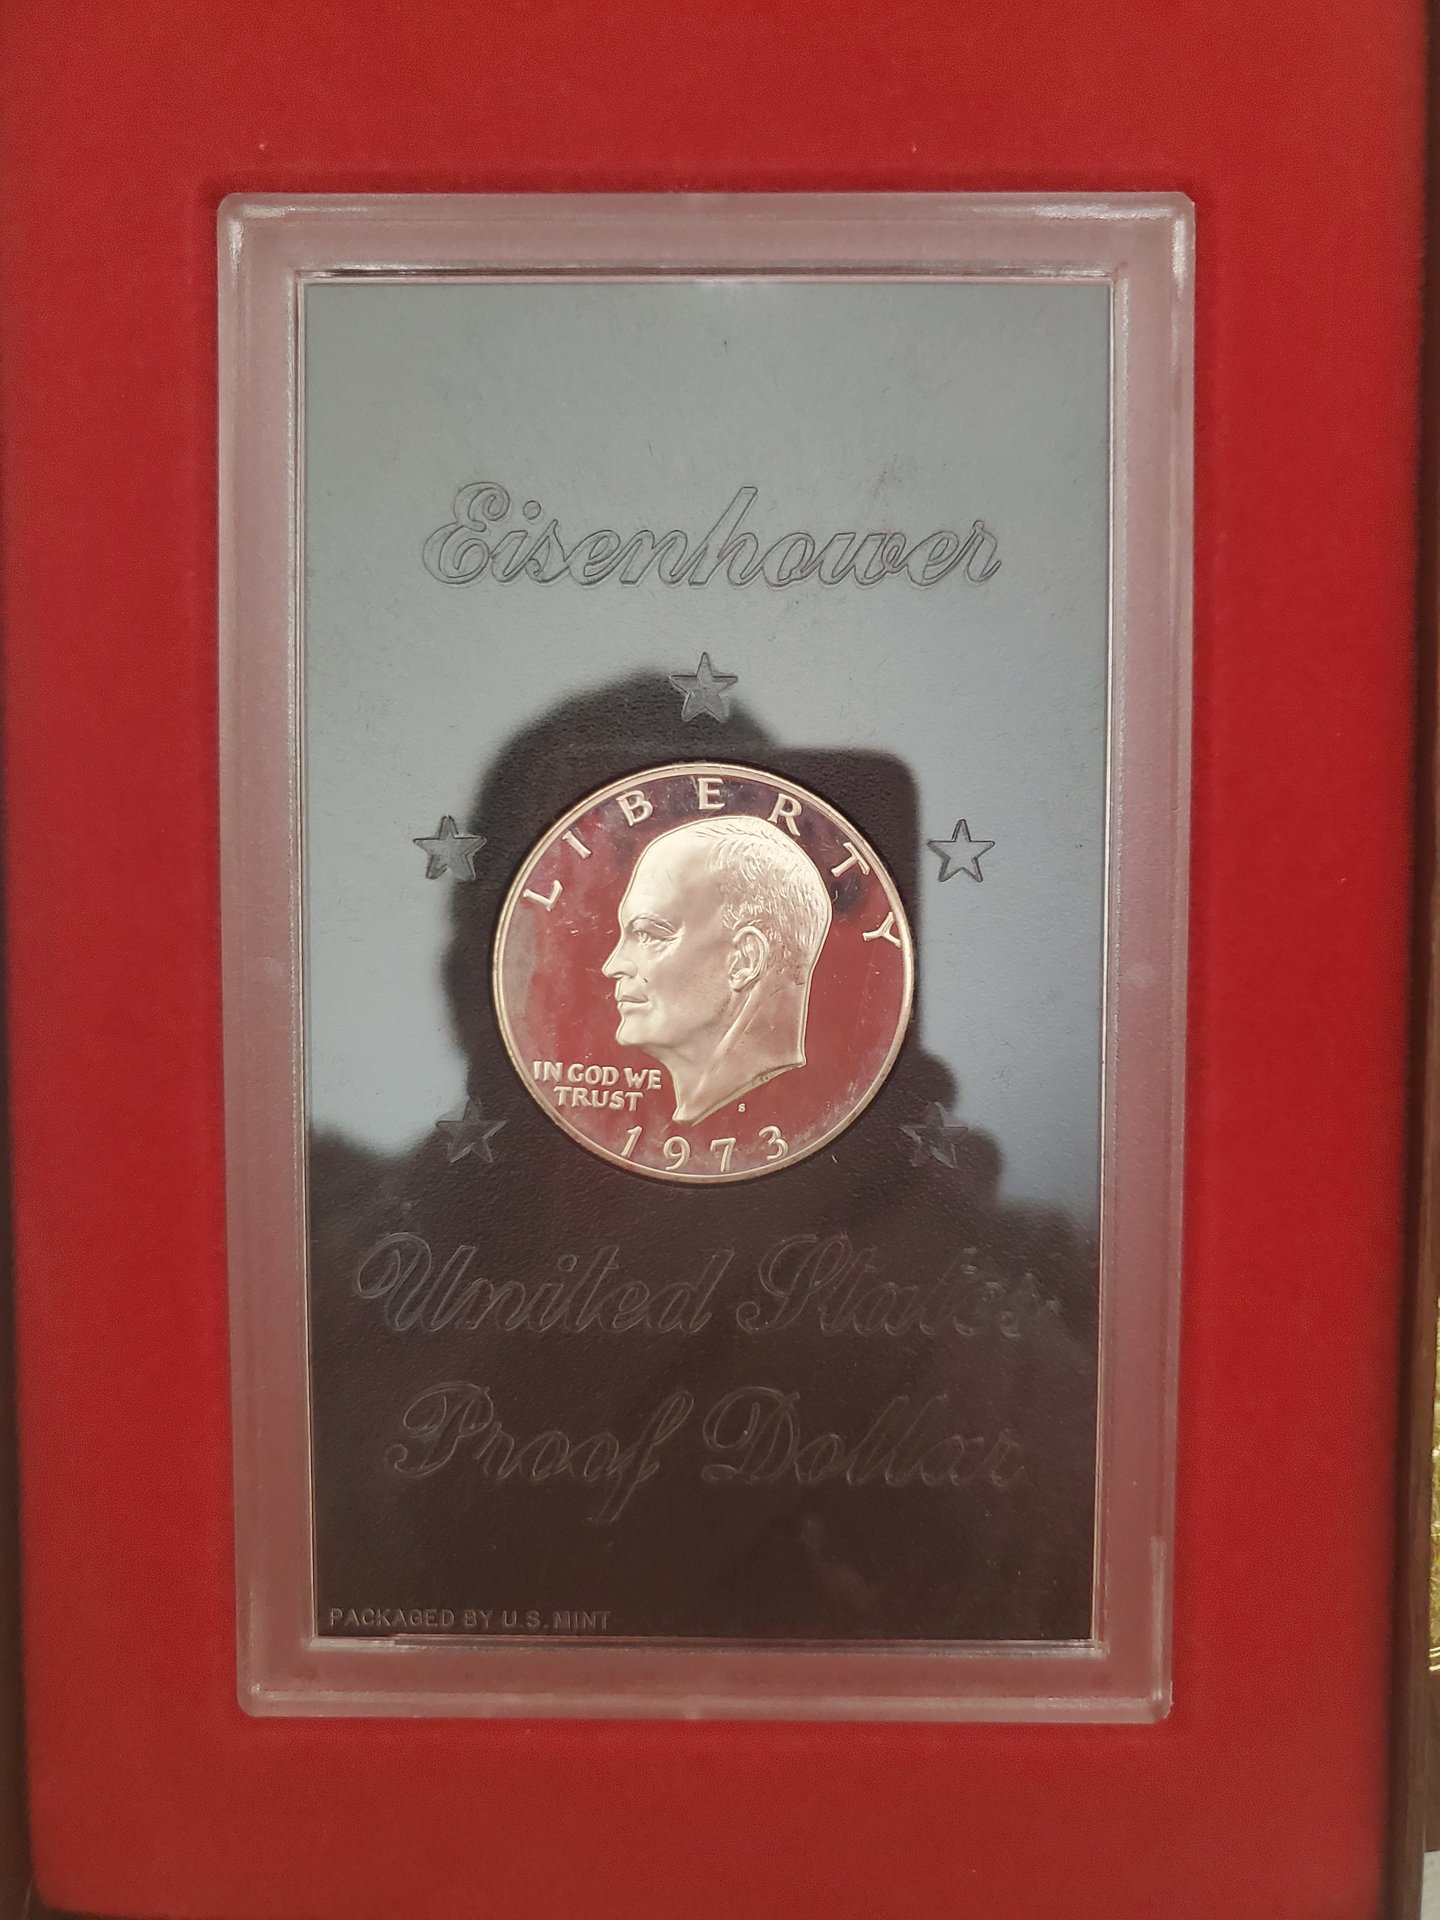 Eisenhower
LIBERTY
IN GOD WE
TRUST
S
1973
United States
Proof Dollar
PACKAGED BY U.S. MINT